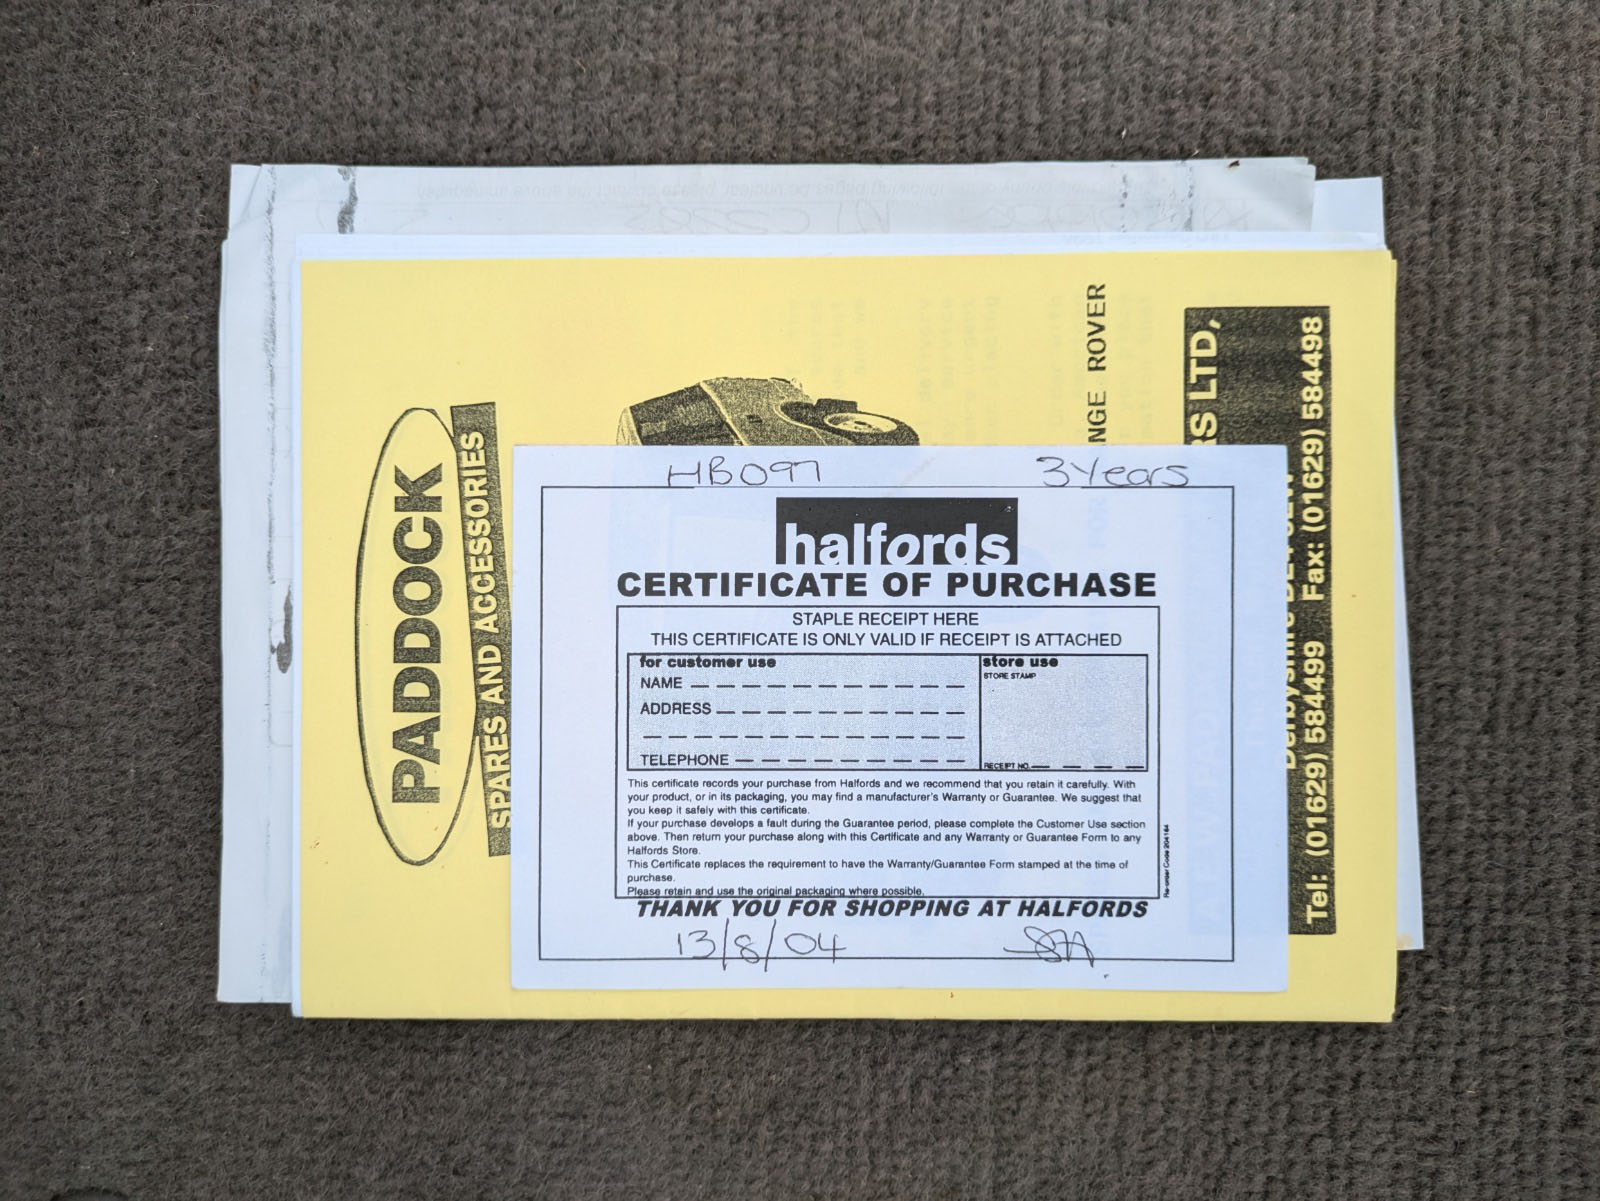 HB097 3 Years
halfords
CERTIFICATE OF PURCHASE
STAPLE RECEIPT HERE
THIS CERTIFICATE IS ONLY VALID IF RECEIPT IS ATTACHED
for customer use
NAME
ADDRESS
TELEPHONE
store use
STORE STAMP
RECEIPT NO.
This certificate records your purchase from Halfords and we recommend that you retain it carefully. With
your product, or in its packaging, you may find a manufacturer's Warranty or Guarantee. We suggest that
you keep it safely with this certificate.
If your purchase develops a fault during the Guarantee period, please complete the Customer Use section
above. Then return your purchase along with this Certificate and any Warranty or Guarantee Form to any
Halfords Store.
This Certificate replaces the requirement to have the Warranty/Guarantee Form stamped at the time of
purchase.
Please retain and use the original packaging where possible.
Re-order Code 204164
THANK YOU FOR SHOPPING AT HALFORDS
13/8/04
PADDOCK
SPARES AND ACCESSORIES
NGE ROVER
RS LTD,
Derbyshire
Tel: (01629) 584499 Fax: (01629) 584498